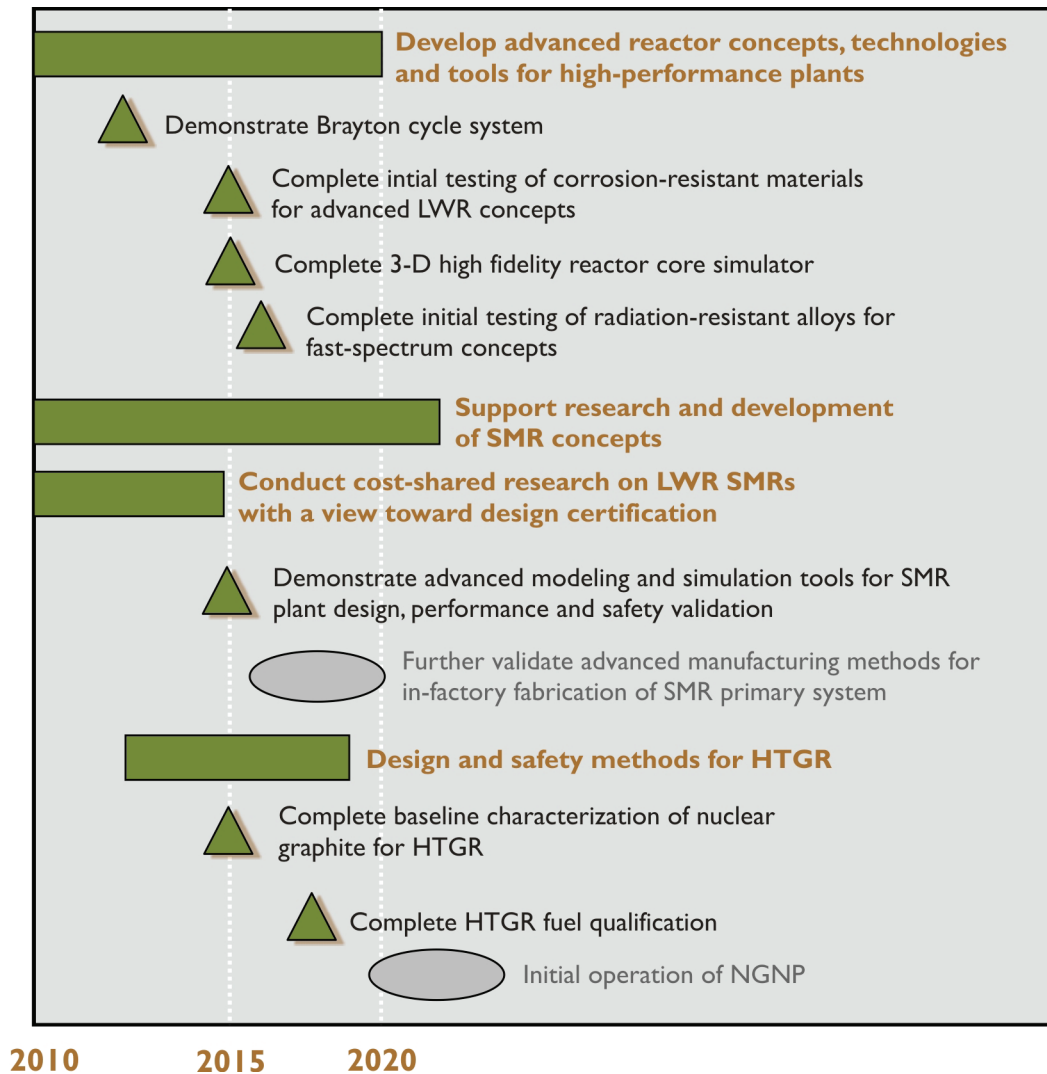 Develop advanced reactor concepts, technologies
and tools for high-performance plants
Demonstrate Brayton cycle system
Complete intial testing of corrosion-resistant materials
for advanced LWR concepts
Complete 3-D high fidelity reactor core simulator
Complete initial testing of radiation-resistant alloys for
fast-spectrum concepts
Support research and development
of SMR concepts
Conduct cost-shared research on LWR SMRs
with a view toward design certification
Demonstrate advanced modeling and simulation tools for SMR
plant design, performance and safety validation
Further validate advanced manufacturing methods for
in-factory fabrication of SMR primary system
Design and safety methods for HTGR
Complete baseline characterization of nuclear
graphite for HTGR
Complete HTGR fuel qualification
Initial operation of NGNP
2010 2015 2020